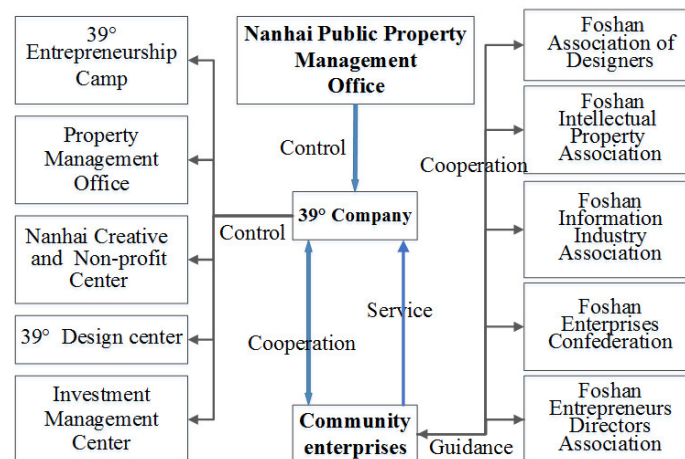 39°
Entrepreneurship
Camp
Property
Management
Office
Nanhai Creative
and Non-profit
Center
39° Design center
Investment
Management
Center
Nanhai Public Property
Management
Office
Control
39° Company
Control
Cooperation
Service
Community
enterprises
Cooperation
Guidance
Foshan
Association of
Designers
Foshan
Intellectual
Property
Association
Foshan
Information
Industry
Association
Foshan
Enterprises
Confederation
Foshan
Entrepreneurs
Directors
Association